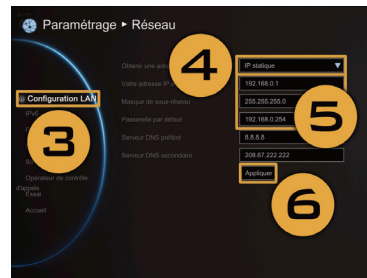 Paramétrage ▸ Réseau
Obtenir une adr
4
IP statique
Votre adresse IP
192.168.0.1
Configuration LAN
Masque de sous-réseau
255.255.255.0
IPv6
Passerelle par défaut
192.168.0.254
5
3
Serveur DNS préféré
8.8.8.8
Serveur DNS secondaire
208.67.222.222
Opérateur de contrôle
d'appels
Appliquer
Essai
6
Accueil